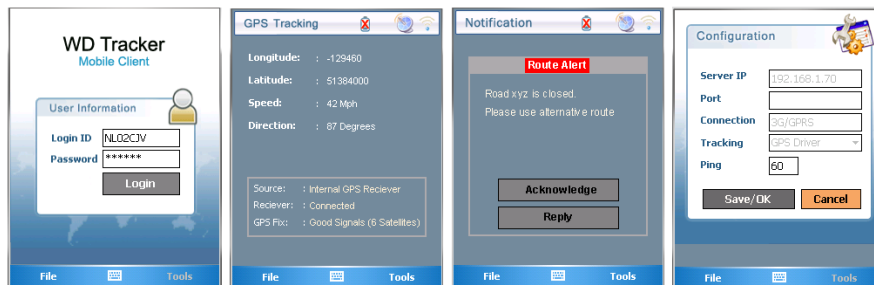 WD Tracker
Mobile Client
User Information
Login ID NL02CJV
Password ******
Login
File Tools
GPS Tracking
Longitude: : -129460
Latitude: : 51384000
Speed: : 42 Mph
Direction: : 87 Degrees
Source: : Internal GPS Reciever
Reciever: : Connected
GPS Fix: : Good Signals (6 Satellites)
File Tools
Notification
Route Alert
Road xyz is closed.
Please use alternative route
Acknowledge
Reply
File Tools
Configuration
Server IP 192.168.1.70
Port
Connection 3G/GPRS
Tracking GPS Driver
Ping 60
Save/OK Cancel
File Tools